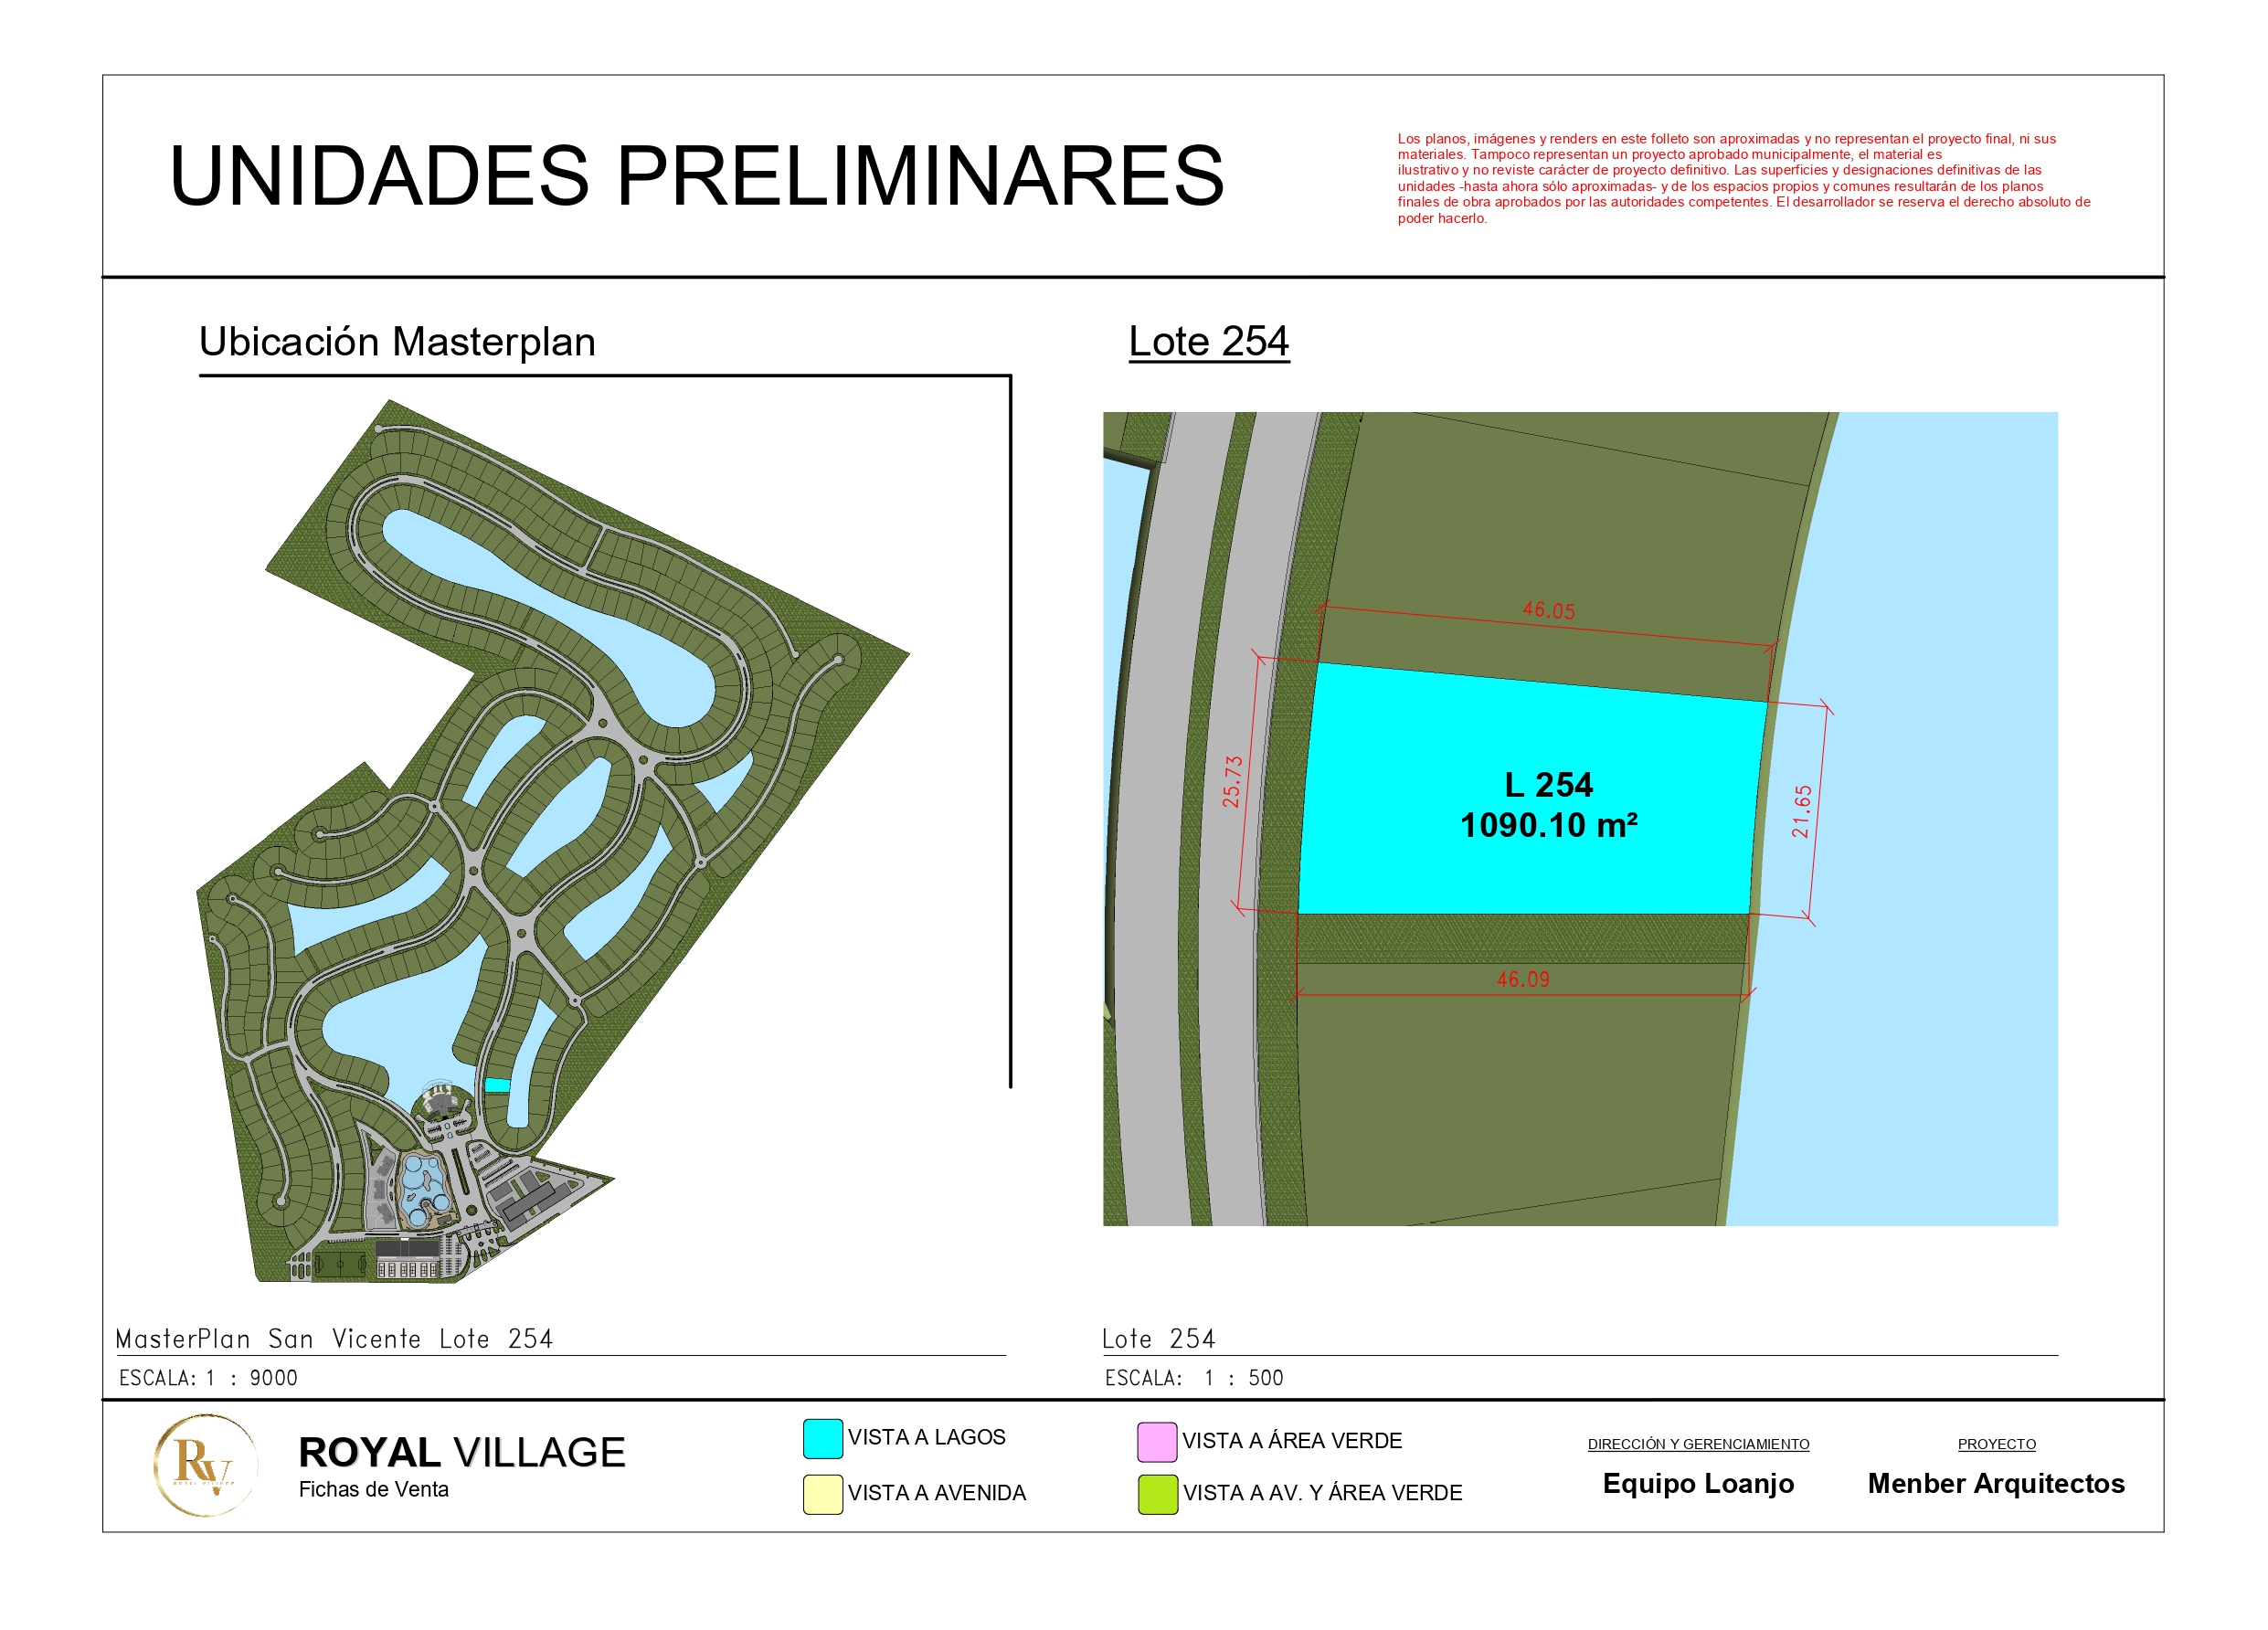 UNIDADES PRELIMINARES
Los planos, imágenes y renders en este folleto son aproximadas y no representan el proyecto final, ni sus
materiales. Tampoco representan un proyecto aprobado municipalmente, el material es
ilustrativo y no reviste carácter de proyecto definitivo. Las superficies y designaciones definitivas de las
unidades -hasta ahora sólo aproximadas- y de los espacios propios y comunes resultarán de los planos
finales de obra aprobados por las autoridades competentes. El desarrollador se reserva el derecho absoluto de
poder hacerlo.
Ubicación Masterplan
Lote 254
46.05
25.73
L 254
1090.10 m²
21.65
46.09
MasterPlan San Vicente Lote 254
ESCALA: 1 : 9000
Lote 254
ESCALA: 1 : 500
RV
ROYAL VILLAGE
ROYAL VILLAGE
Fichas de Venta
VISTA A LAGOS
VISTA A AVENIDA
VISTA A ÁREA VERDE
VISTA A AV. Y ÁREA VERDE
DIRECCIÓN Y GERENCIAMIENTO
Equipo Loanjo
PROYECTO
Menber Arquitectos